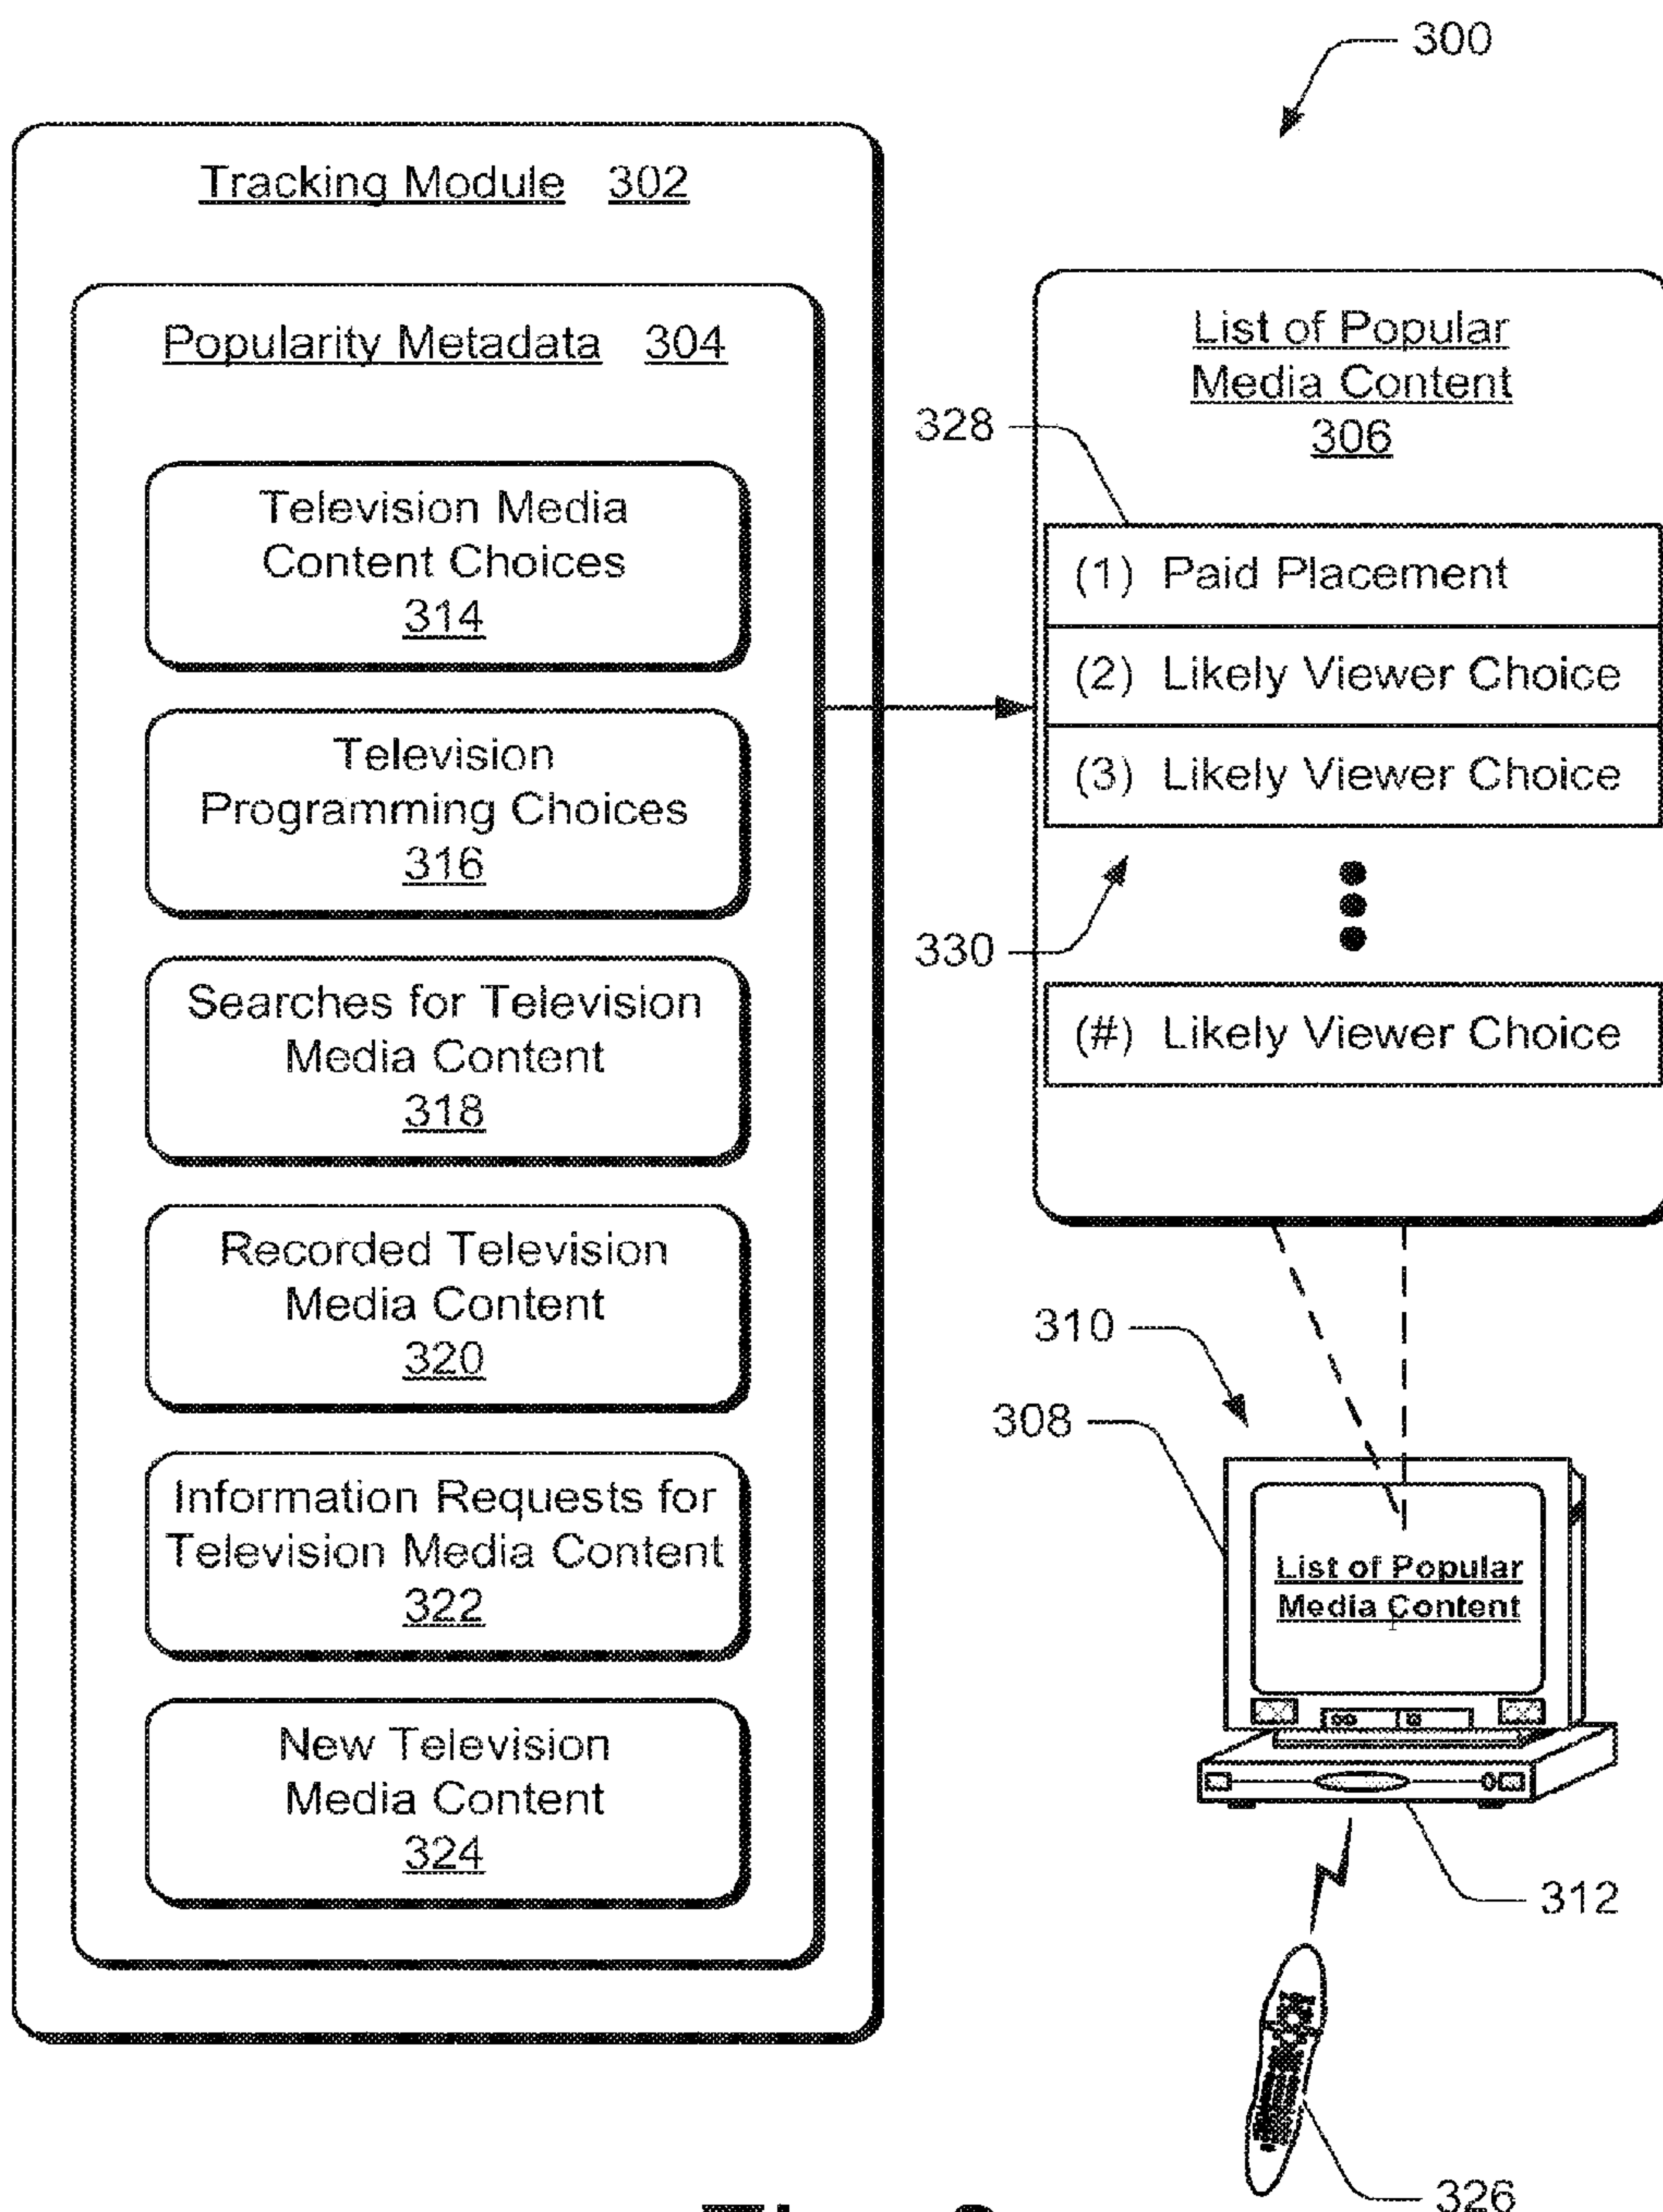 300
Tracking Module 302
Popularity Metadata 304
Television Media
Content Choices
314
Television
Programming Choices
316
Searches for Television
Media Content
318
Recorded Television
Media Content
320
Information Requests for
Television Media Content
322
New Television
Media Content
324
List of Popular
Media Content
306
328
(1) Paid Placement
(2) Likely Viewer Choice
(3) Likely Viewer Choice
330
(#) Likely Viewer Choice
310
308
List of Popular
Media Content
312
326